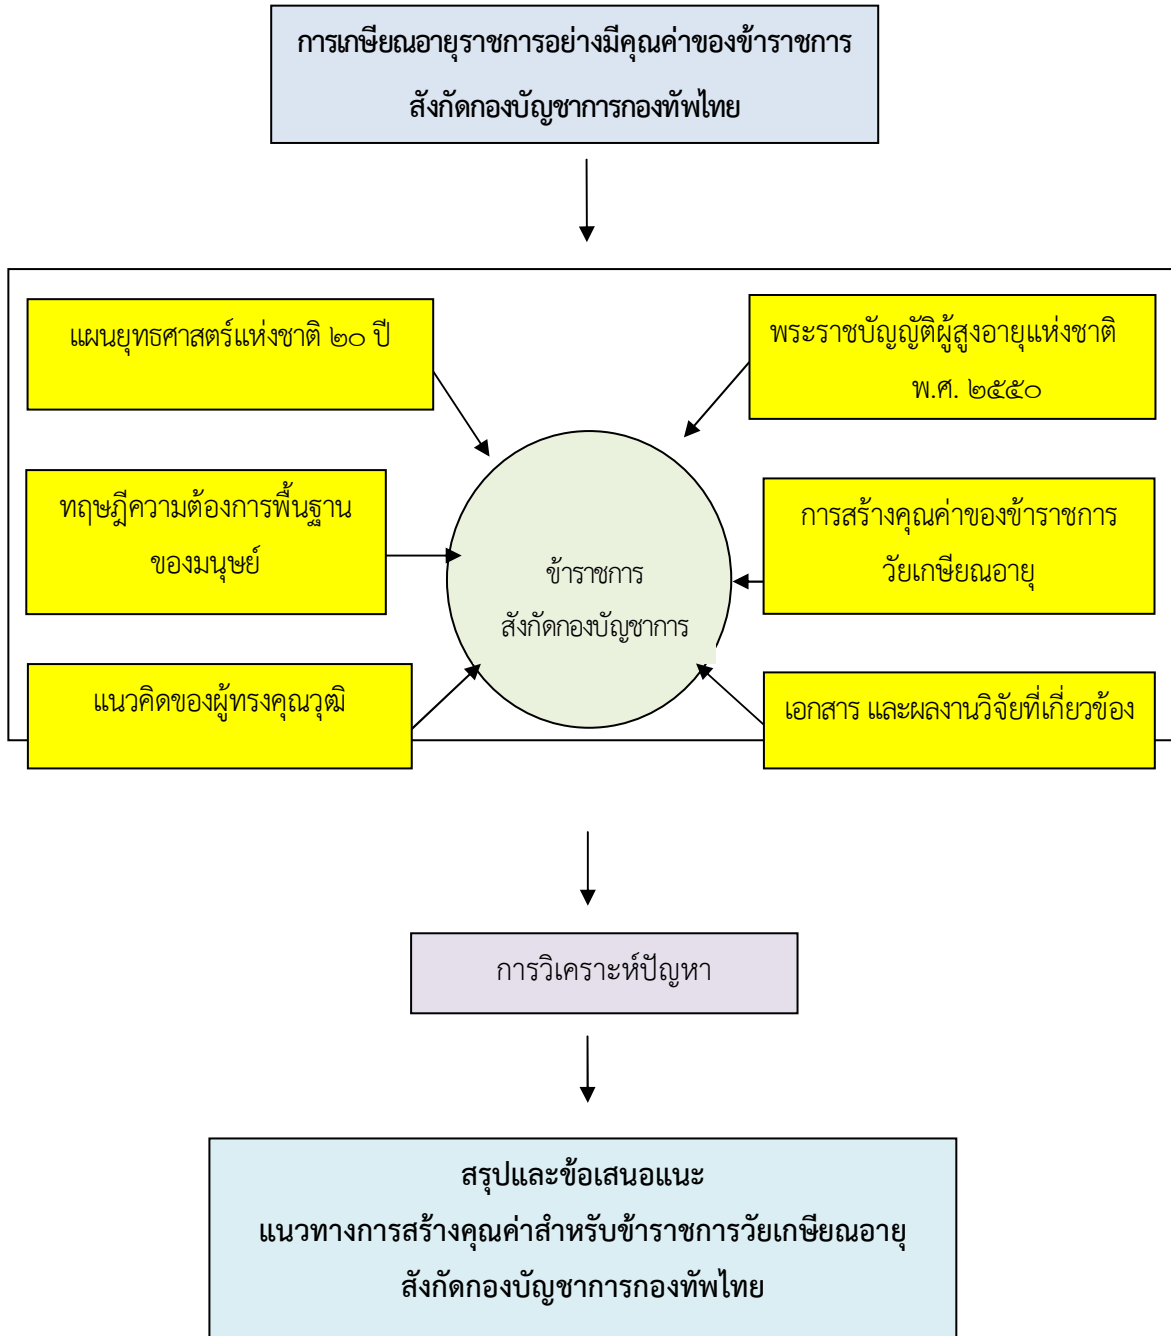 การเกษียณอายุราชการอย่างมีคุณค่าของข้าราชการ
สังกัดกองบัญชาการกองทัพไทย
แผนยุทธศาสตร์แห่งชาติ ๒๐ ปี
พระราชบัญญัติผู้สูงอายุแห่งชาติ
พ.ศ. ๒๕๕๐
ทฤษฎีความต้องการพื้นฐาน
ของมนุษย์
การสร้างคุณค่าของข้าราชการ
วัยเกษียณอายุ
ข้าราชการ
สังกัดกองบัญชาการ
แนวคิดของผู้ทรงคุณวุฒิ
เอกสาร และผลงานวิจัยที่เกี่ยวข้อง
การวิเคราะห์ปัญหา
สรุปและข้อเสนอแนะ
แนวทางการสร้างคุณค่าสำหรับข้าราชการวัยเกษียณอายุ
สังกัดกองบัญชาการกองทัพไทย